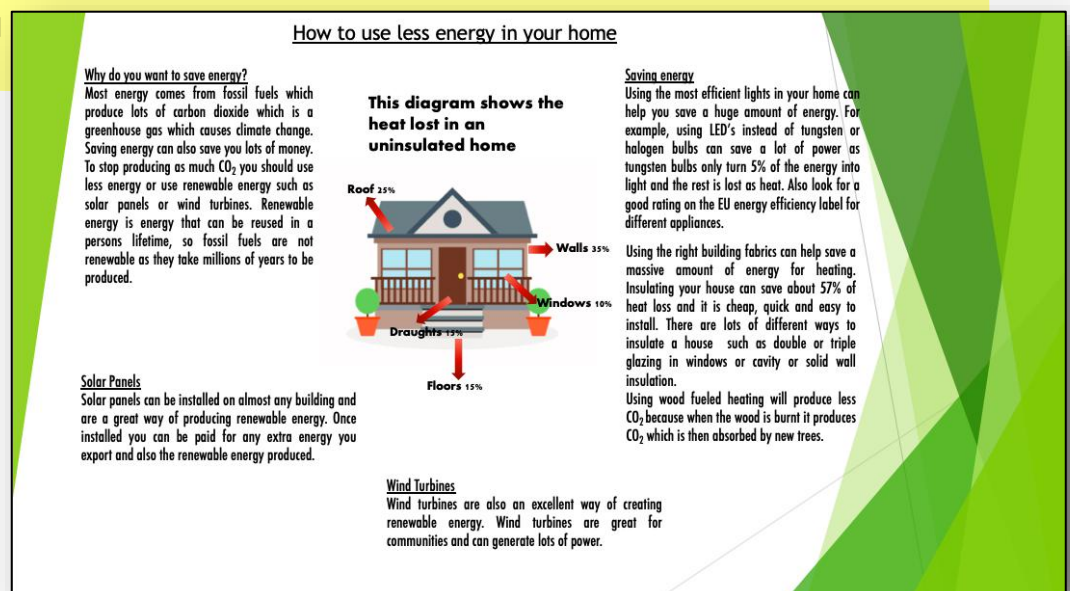 How to use less energy in your home
Why do you want to save energy?
Most energy comes from fossil fuels which
produce lots of carbon dioxide which is a
greenhouse gas which causes climate change.
Saving energy can also save you lots of money.
To stop producing as much CO₂ you should use
less energy or use renewable energy such as
solar panels or wind turbines. Renewable
energy is energy that can be reused in a
persons lifetime, so fossil fuels are not
renewable as they take millions of years to be
produced.
This diagram shows the
heat lost in an
uninsulated home
Roof 25%
Walls 35%
Windows 10%
Draughts 15%
Floors 15%
Saving energy
Using the most efficient lights in your home can
help you save a huge amount of energy. For
example, using LED's instead of tungsten or
halogen bulbs can save a lot of power as
tungsten bulbs only turn 5% of the energy into
light and the rest is lost as heat. Also look for a
good rating on the EU energy efficiency label for
different appliances.
Using the right building fabrics can help save a
massive amount of energy for heating.
Insulating your house can save about 57% of
heat loss and it is cheap, quick and easy to
install. There are lots of different ways to
insulate a house such as double or triple
glazing in windows or cavity or solid wall
insulation.
Using wood fueled heating will produce less
CO₂ because when the wood is burnt it produces
CO₂ which is then absorbed by new trees.
Solar Panels
Solar panels can be installed on almost any building and
are a great way of producing renewable energy. Once
installed you can be paid for any extra energy you
export and also the renewable energy produced.
Wind Turbines
Wind turbines are also an excellent way of creating
renewable energy. Wind turbines are great for
communities and can generate lots of power.